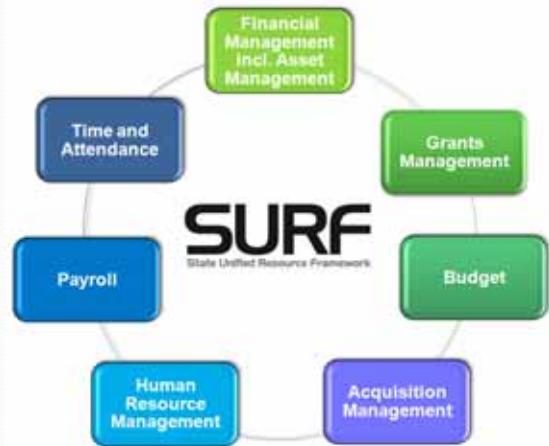 Financial
Management
incl. Asset
Management
Grants
Management
Budget
Acquisition
Management
Human
Resource
Management
Payroll
Time and
Attendance
SURF
State Unified Resource Framework